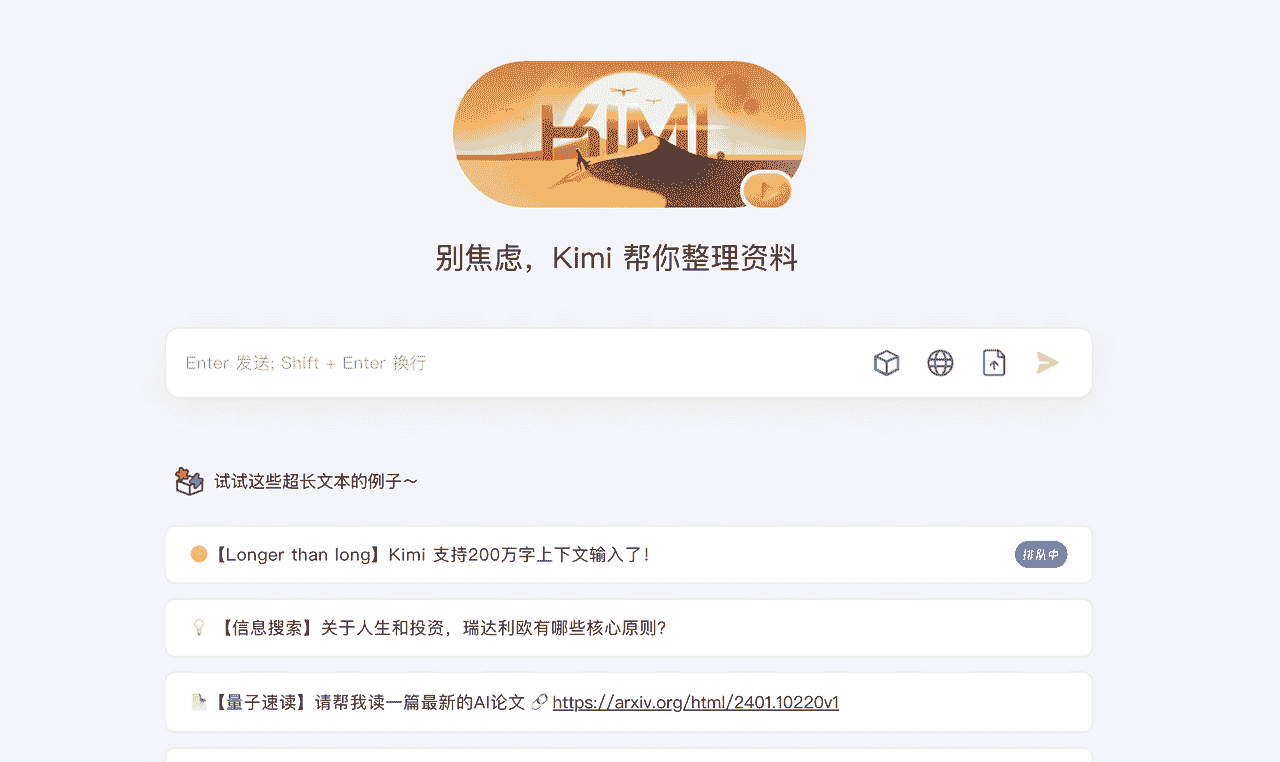 KIMI
别焦虑，Kimi 帮你整理资料
Enter 发送; Shift + Enter 换行
试试这些超长文本的例子～
【Longer than long】Kimi 支持200万字上下文输入了！ 排队中
【信息搜索】关于人生和投资，瑞达利欧有哪些核心原则？
【量子速读】请帮我读一篇最新的AI论文 🔗 https://arxiv.org/html/2401.10220v1